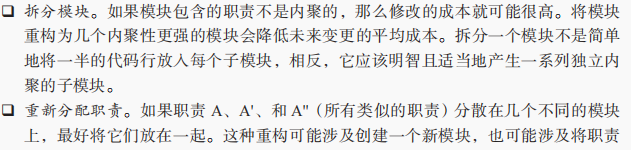 ❑ 拆分模块。如果模块包含的职责不是内聚的，那么修改的成本就可能很高。将模块
重构为几个内聚性更强的模块会降低未来变更的平均成本。拆分一个模块不是简单
地将一半的代码行放入每个子模块，相反，它应该明智且适当地产生一系列独立内
聚的子模块。
❑ 重新分配职责。如果职责 A、A'、和 A"（所有类似的职责）分散在几个不同的模块
上，最好将它们放在一起。这种重构可能涉及创建一个新模块，也可能涉及将职责